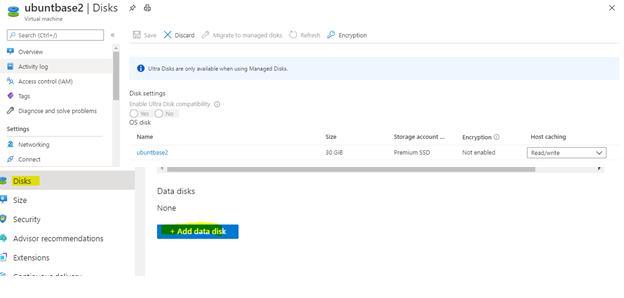 ubuntbase2 | Disks
Virtual machine
Search (Ctrl+/)
«
Overview
Activity log
Access control (IAM)
Tags
Diagnose and solve problems
Settings
Networking
Connect
Disks
Size
Security
Advisor recommendations
Extensions
Continuous delivery
Save Discard Migrate to managed disks Refresh Encryption
Ultra Disks are only available when using Managed Disks.
Disk settings
Enable Ultra Disk compatibility
Yes No
OS disk
Name Size Storage account ... Encryption Host caching
ubuntbase2 30 GiB Premium SSD Not enabled Read/write
Data disks
None
+ Add data disk